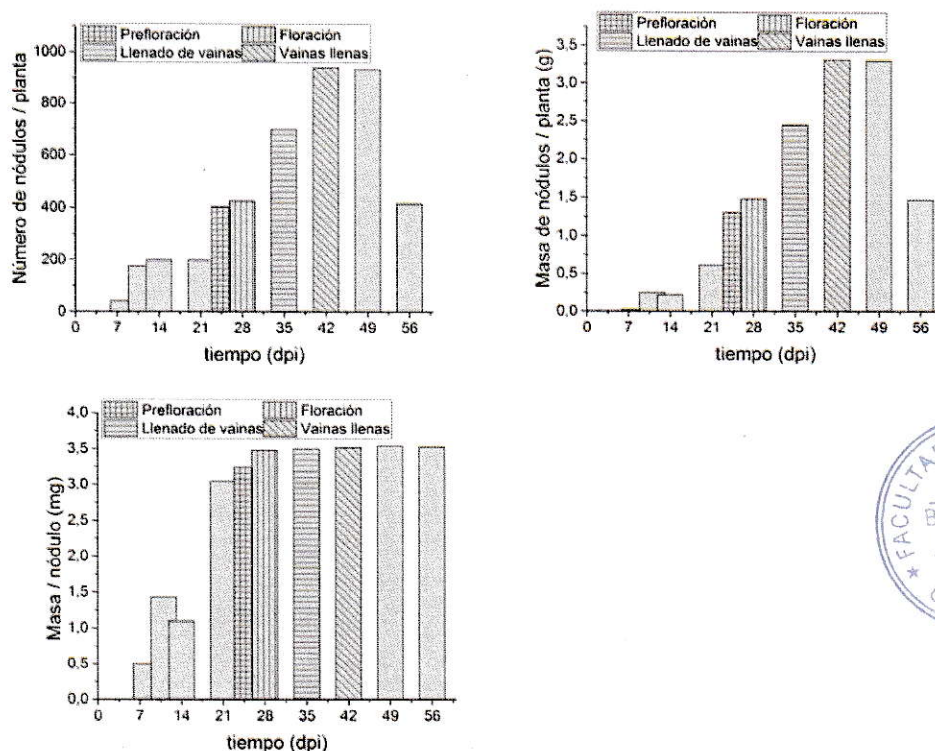 Prefloración Floración
Llenado de vainas Vainas llenas
Número de nódulos / planta
1000
800
600
400
200
0
0 7 14 21 28 35 42 49 56
tiempo (dpi)
Prefloración Floración
Llenado de vainas Vainas llenas
Masa de nódulos / planta (g)
3,5
3,0
2,5
2,0
1,5
1,0
0,5
0,0
0 7 14 21 28 35 42 49 56
tiempo (dpi)
Prefloración Floración
Llenado de vainas Vainas llenas
Masa / nódulo (mg)
4,0
3,5
3,0
2,5
2,0
1,5
1,0
0,5
0,0
0 7 14 21 28 35 42 49 56
tiempo (dpi)